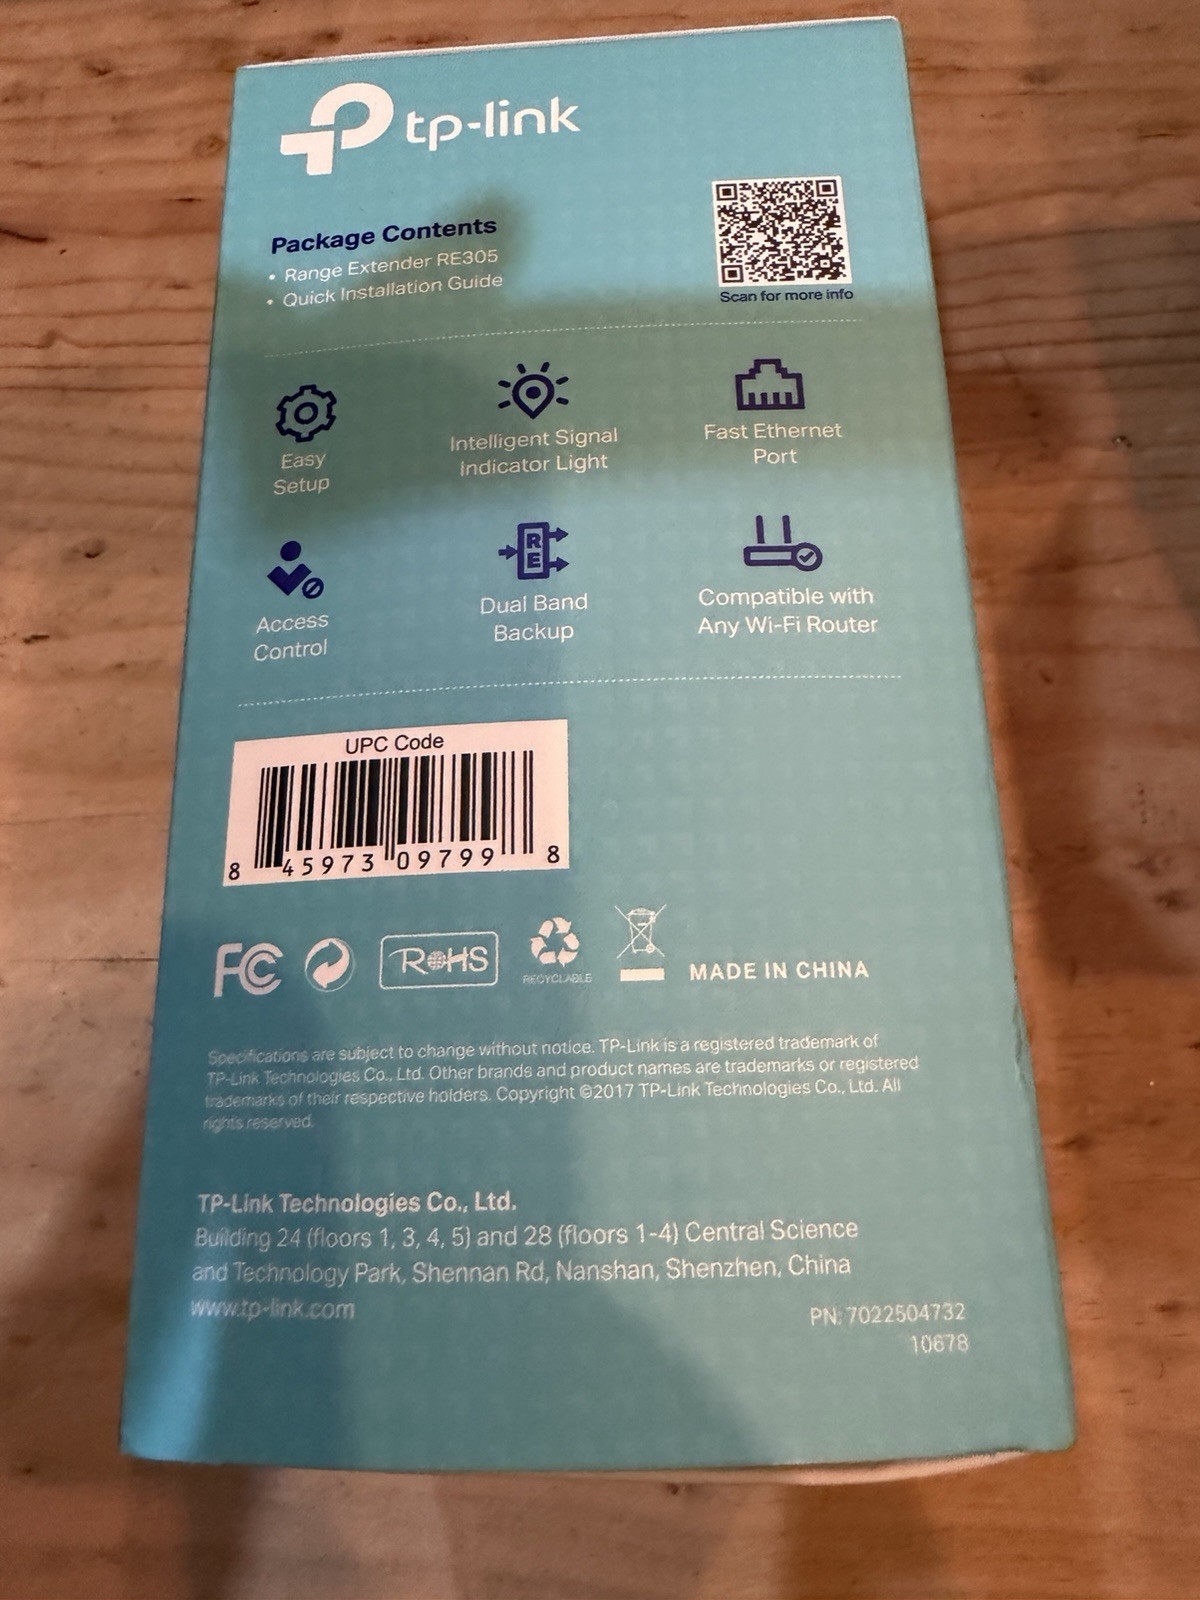 tp-link
Package Contents
• Range Extender RE305
• Quick Installation Guide
Scan for more info
Easy
Setup
Intelligent Signal
Indicator Light
Fast Ethernet
Port
Access
Control
RE
Dual Band
Backup
Compatible with
Any Wi-Fi Router
UPC Code
8 45973 09799 8
FC
RoHS
RECYCLABLE
MADE IN CHINA
Specifications are subject to change without notice. TP-Link is a registered trademark of
TP-Link Technologies Co., Ltd. Other brands and product names are trademarks or registered
trademarks of their respective holders. Copyright ©2017 TP-Link Technologies Co., Ltd. All
rights reserved.
TP-Link Technologies Co., Ltd.
Building 24 (floors 1, 3, 4, 5) and 28 (floors 1-4) Central Science
and Technology Park, Shennan Rd, Nanshan, Shenzhen, China
www.tp-link.com
PN: 7022504732
10678